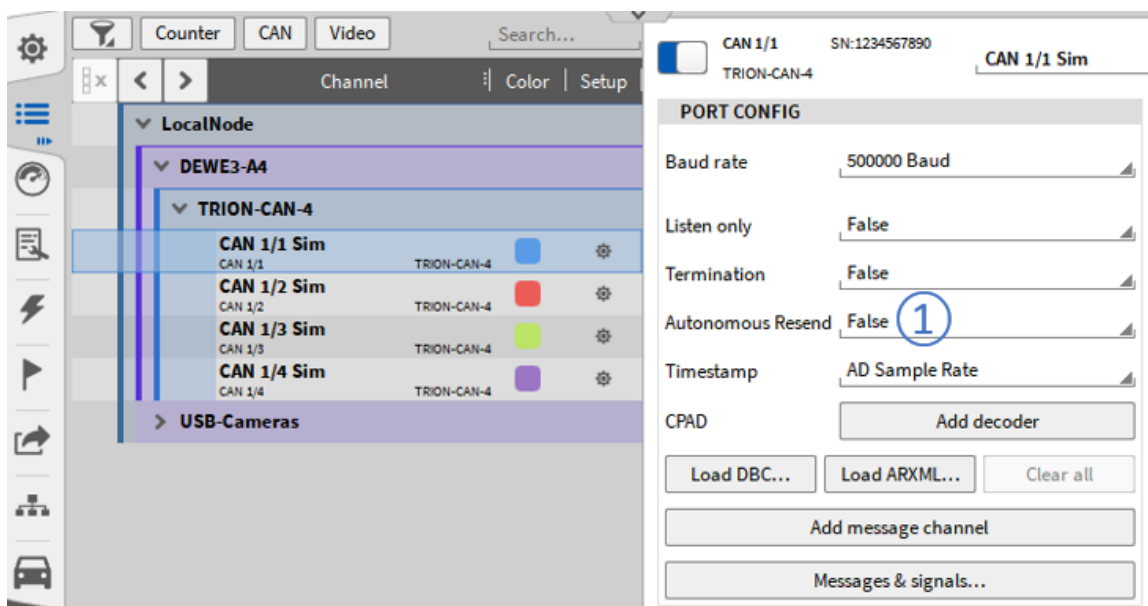 Counter CAN Video Search...
Channel Color Setup
LocalNode
DEWE3-A4
TRION-CAN-4
CAN 1/1 Sim
CAN 1/1 TRION-CAN-4
CAN 1/2 Sim
CAN 1/2 TRION-CAN-4
CAN 1/3 Sim
CAN 1/3 TRION-CAN-4
CAN 1/4 Sim
CAN 1/4 TRION-CAN-4
USB-Cameras
CAN 1/1 SN:1234567890
TRION-CAN-4
CAN 1/1 Sim
PORT CONFIG
Baud rate 500000 Baud
Listen only False
Termination False
Autonomous Resend False 1
Timestamp AD Sample Rate
CPAD Add decoder
Load DBC... Load ARXML... Clear all
Add message channel
Messages & signals...